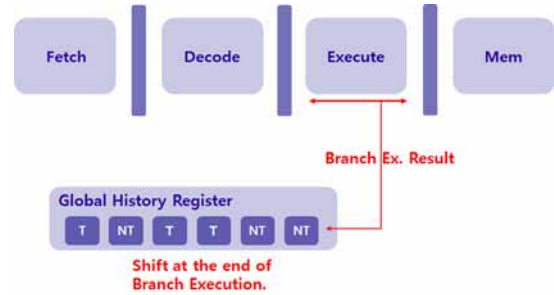 Fetch
Decode
Execute
Mem
Branch Ex. Result
Global History Register
T NT T T NT NT
Shift at the end of
Branch Execution.